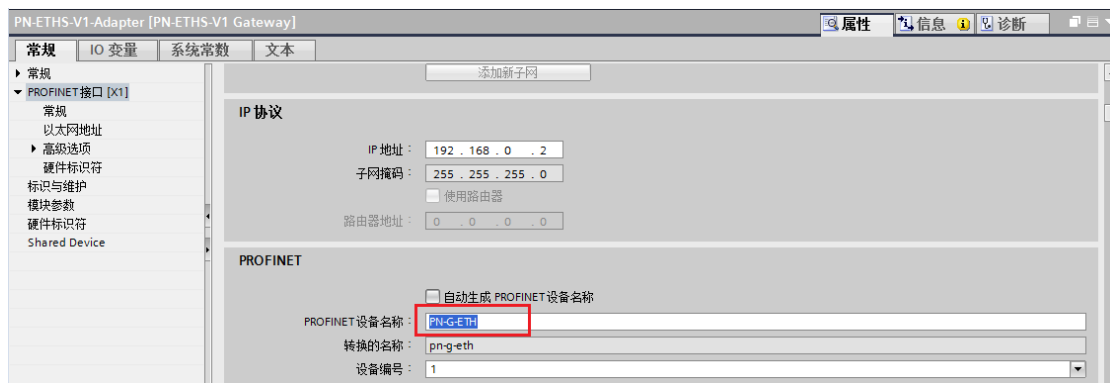 PN-ETHS-V1-Adapter [PN-ETHS-V1 Gateway]
属性 信息 诊断
常规 IO 变量 系统常数 文本
常规
PROFINET接口 [X1]
常规
以太网地址
高级选项
硬件标识符
标识与维护
模块参数
硬件标识符
Shared Device
添加新子网
IP 协议
IP 地址： 192 . 168 . 0 . 2
子网掩码： 255 . 255 . 255 . 0
使用路由器
路由器地址： 0 . 0 . 0 . 0
PROFINET
自动生成 PROFINET设备名称
PROFINET设备名称： PN-G-ETH
转换的名称： pn-g-eth
设备编号： 1